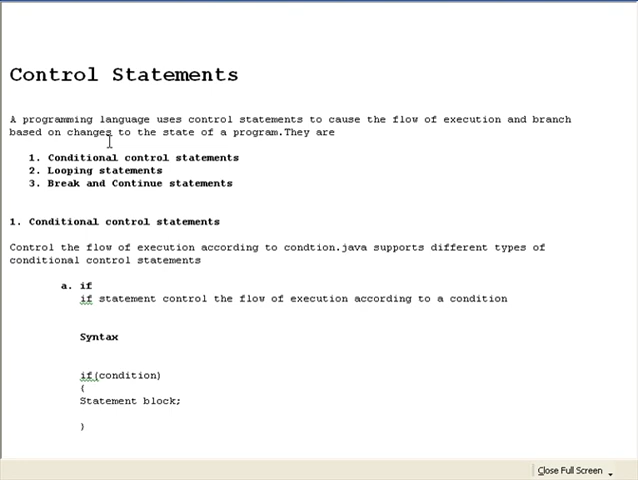 Control Statements
A programming language uses control statements to cause the flow of execution and branch
based on changes to the state of a program.They are
1. Conditional control statements
2. Looping statements
3. Break and Continue statements
1. Conditional control statements
Control the flow of execution according to condtion.java supports different types of
conditional control statements
a. if
if statement control the flow of execution according to a condition
Syntax
if(condition)
{
Statement block;
}
Close Full Screen